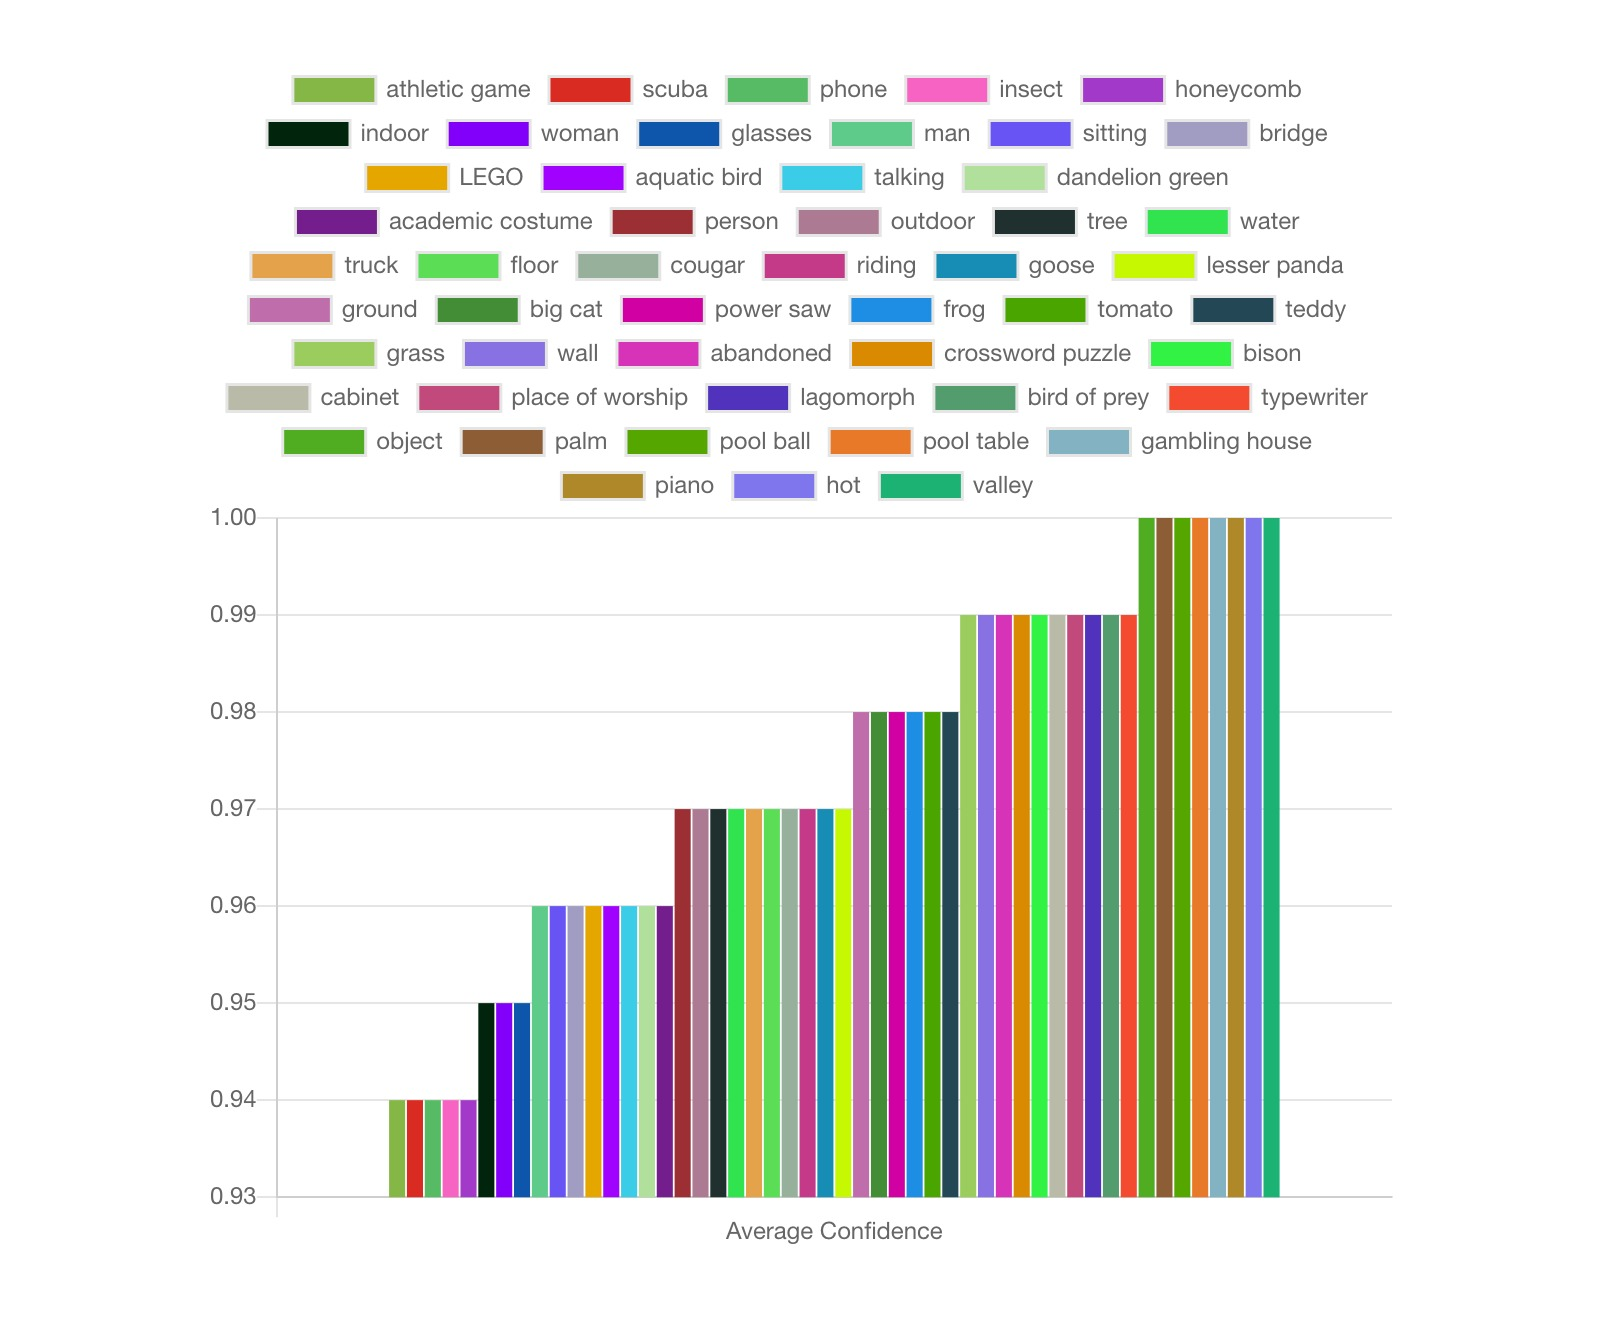 athletic game scuba phone insect honeycomb
indoor woman glasses man sitting bridge
LEGO aquatic bird talking dandelion green
academic costume person outdoor tree water
truck floor cougar riding goose lesser panda
ground big cat power saw frog tomato teddy
grass wall abandoned crossword puzzle bison
cabinet place of worship lagomorph bird of prey typewriter
object palm pool ball pool table gambling house
piano hot valley
1.00
0.99
0.98
0.97
0.96
0.95
0.94
0.93
Average Confidence